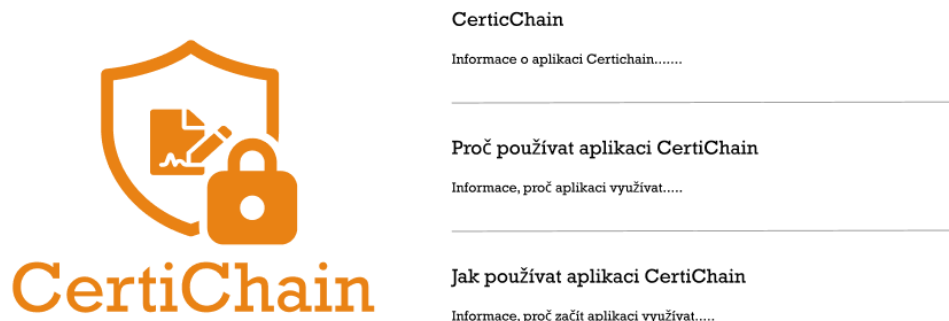 CertiChain
CerticChain
Informace o aplikaci Certichain.......
Proč používat aplikaci CertiChain
Informace, proč aplikaci využívat.....
Jak používat aplikaci CertiChain
Informace, proč začít aplikaci využívat.....